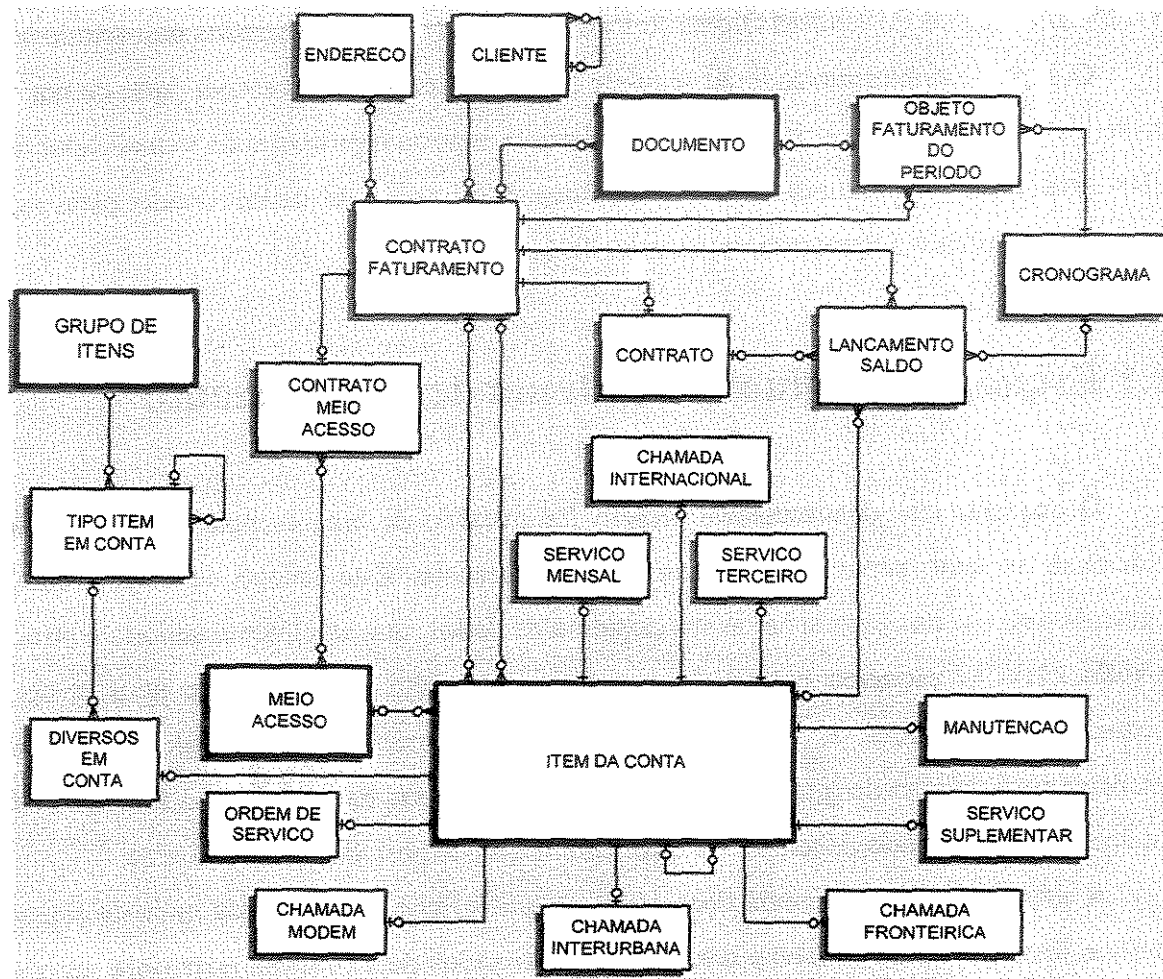 ENDERECO
CLIENTE
DOCUMENTO
OBJETO
FATURAMENTO
DO
PERIODO
CONTRATO
FATURAMENTO
CRONOGRAMA
GRUPO DE
ITENS
CONTRATO
LANCAMENTO
SALDO
CONTRATO
MEIO
ACESSO
CHAMADA
INTERNACIONAL
TIPO ITEM
EM CONTA
SERVICO
MENSAL
SERVICO
TERCEIRO
MEIO
ACESSO
DIVERSOS
EM
CONTA
ITEM DA CONTA
MANUTENCAO
ORDEM DE
SERVICO
SERVICO
SUPLEMENTAR
CHAMADA
MODEM
CHAMADA
INTERURBANA
CHAMADA
FRONTEIRICA